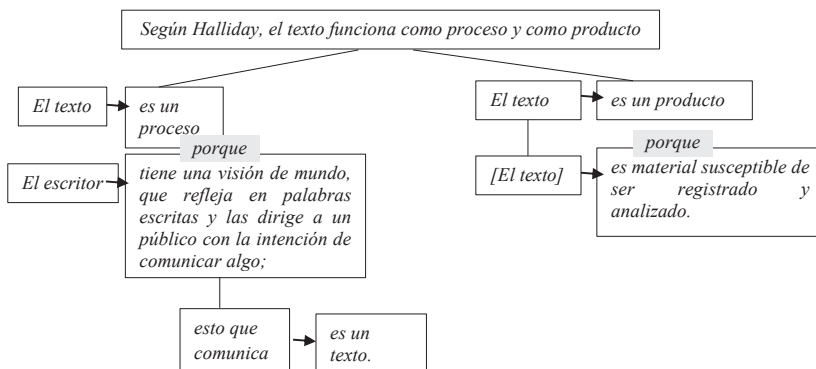 Según Halliday, el texto funciona como proceso y como producto
El texto
es un
proceso
porque
El escritor
tiene una visión de mundo,
que refleja en palabras
escritas y las dirige a un
público con la intención de
comunicar algo;
esto que
comunica
es un
texto.
El texto
es un producto
porque
[El texto]
es material susceptible de
ser registrado y
analizado.